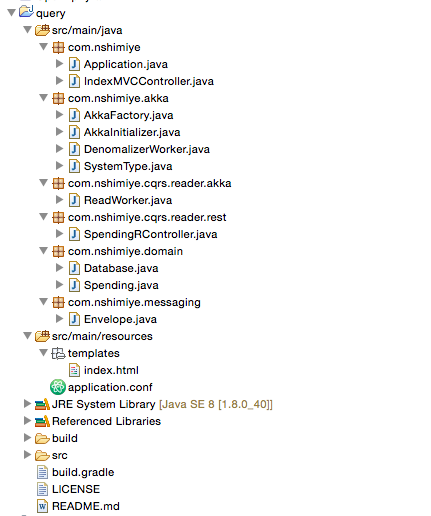 query
src/main/java
com.nshimiye
Application.java
IndexMVCController.java
com.nshimiye.akka
AkkaFactory.java
AkkaInitializer.java
DenomalizerWorker.java
SystemType.java
com.nshimiye.cqrs.reader.akka
ReadWorker.java
com.nshimiye.cqrs.reader.rest
SpendingRController.java
com.nshimiye.domain
Database.java
Spending.java
com.nshimiye.messaging
Envelope.java
src/main/resources
templates
index.html
application.conf
JRE System Library [Java SE 8 [1.8.0_40]]
Referenced Libraries
build
src
build.gradle
LICENSE
README.md